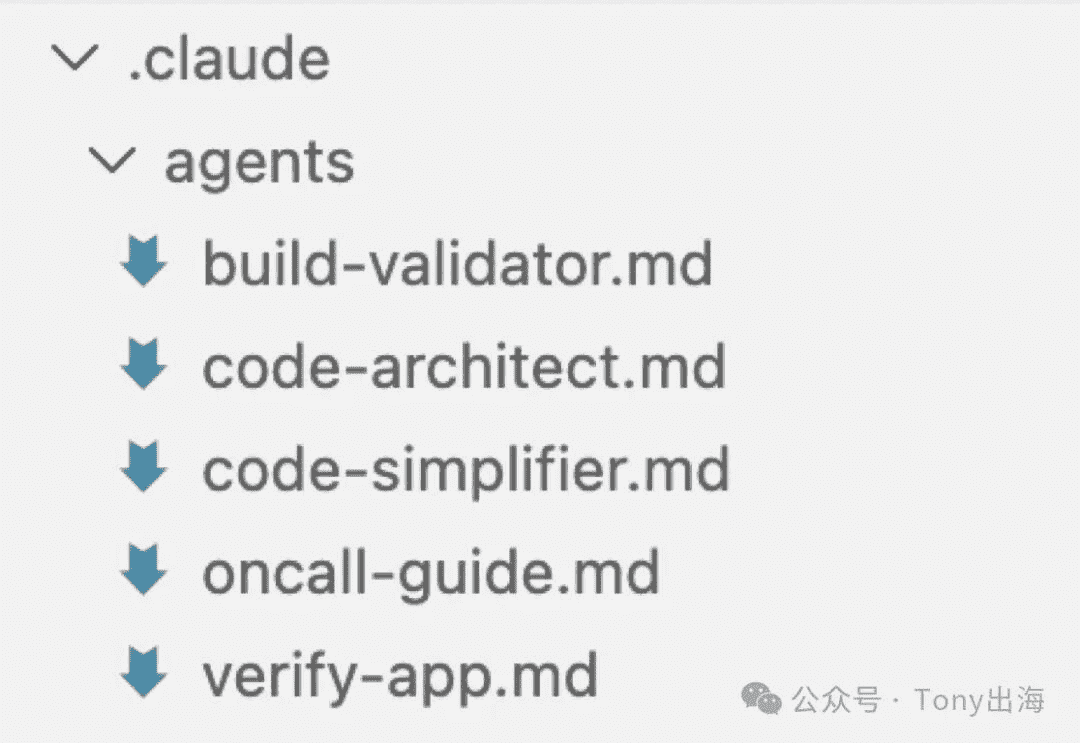 .claude
agents
build-validator.md
code-architect.md
code-simplifier.md
oncall-guide.md
verify-app.md
公众号 · Tony出海